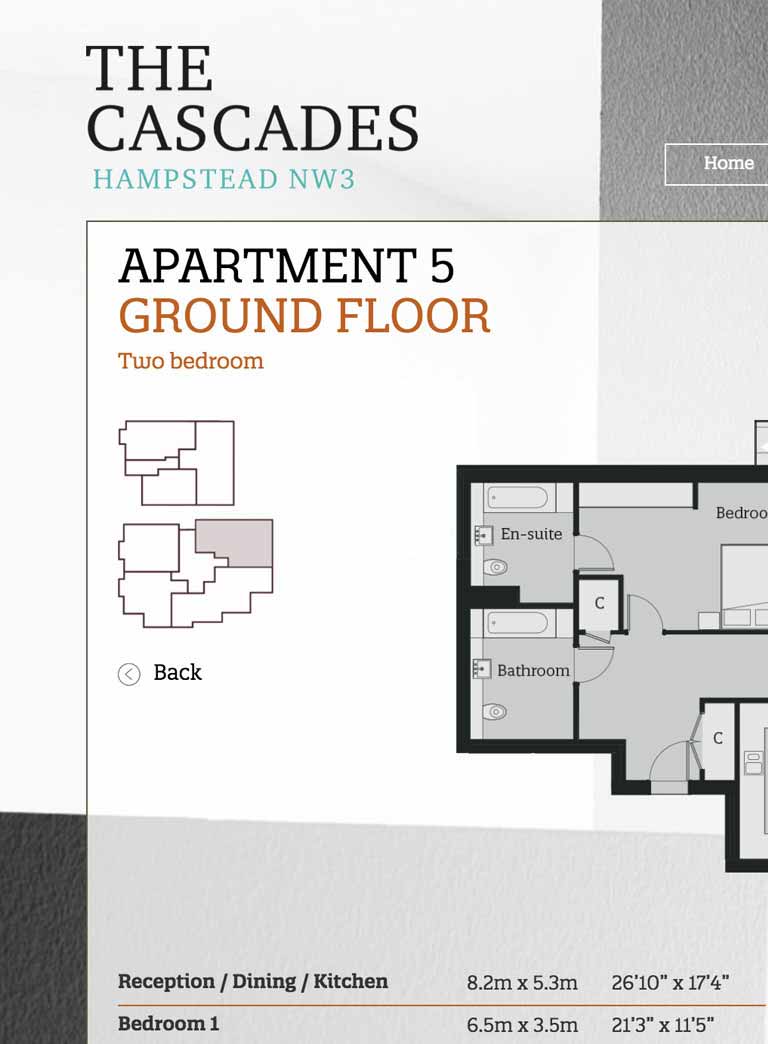 THE
CASCADES
HAMPSTEAD NW3
Home
APARTMENT 5
GROUND FLOOR
Two bedroom
Bedroo
En-suite
C
Back
Bathroom
C
Reception / Dining / Kitchen 8.2m x 5.3m 26'10" x 17'4"
Bedroom 1 6.5m x 3.5m 21'3" x 11'5"